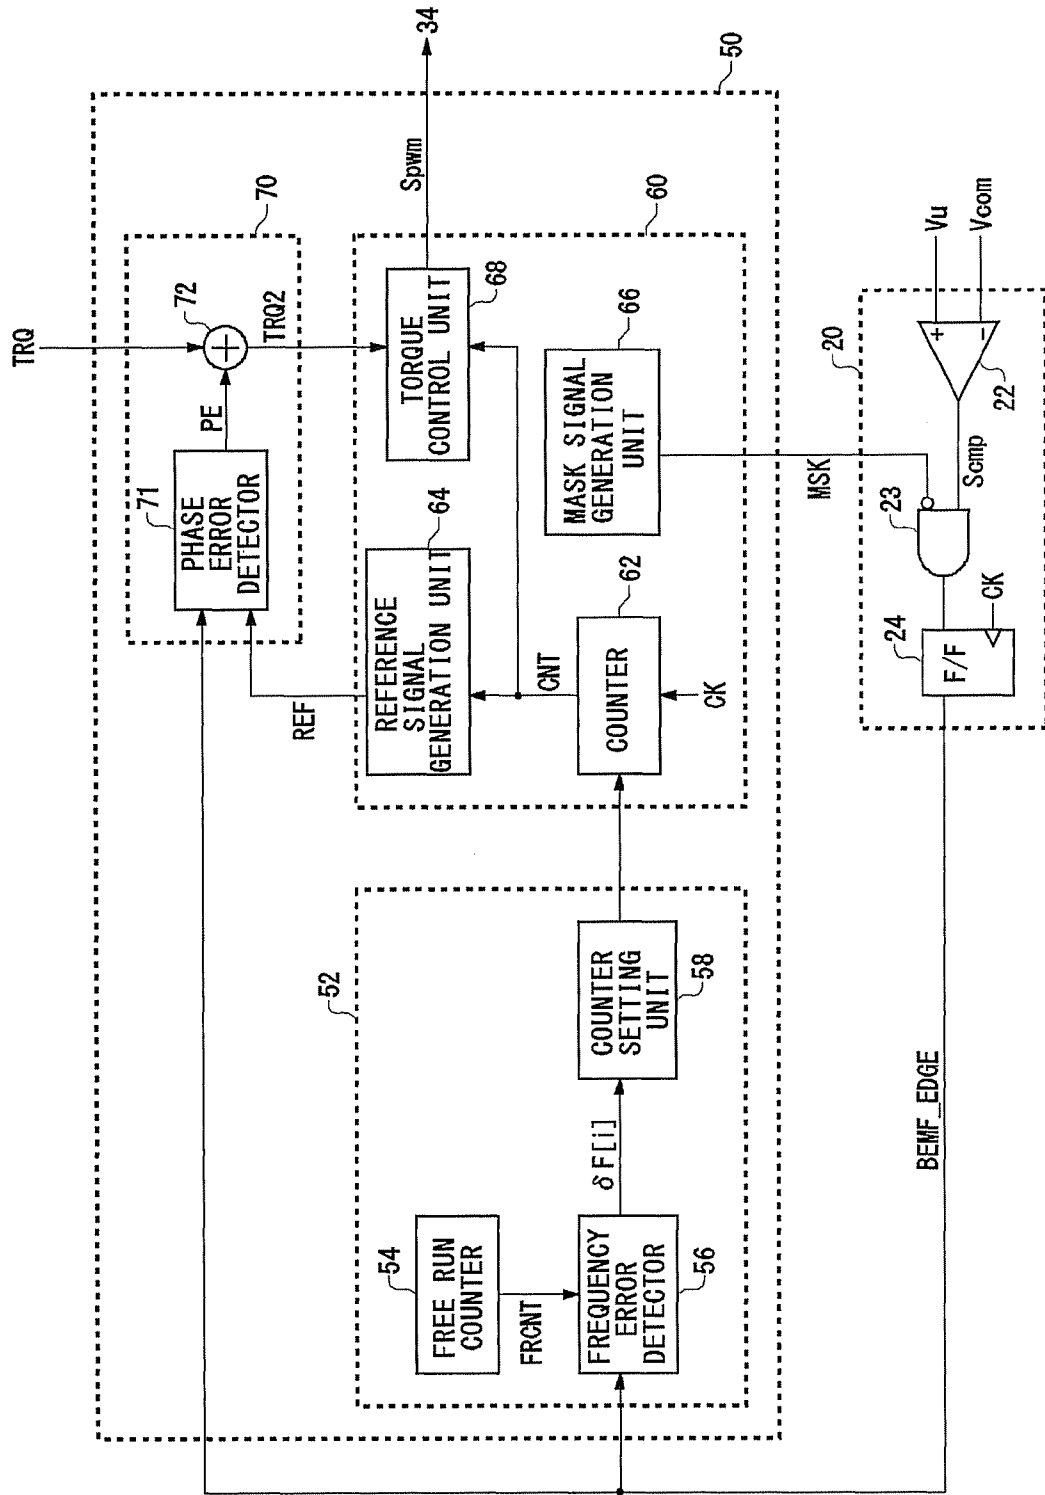 TRQ
34
50
70
72
71
PHASE
ERROR
DETECTOR
PE
TRQ2
Spwm
REF
REFERENCE
SIGNAL
GENERATION UNIT
64
TORQUE
CONTROL UNIT
68
60
CNT
COUNTER
62
CK
MASK SIGNAL
GENERATION
UNIT
66
MSK
52
54
FREE RUN
COUNTER
FRCNT
FREQUENCY
ERROR
DETECTOR
56
δF[i]
COUNTER
SETTING
UNIT
58
20
Vu
Vcom
+
-
22
Scmp
23
24
F/F
CK
BEMF_EDGE